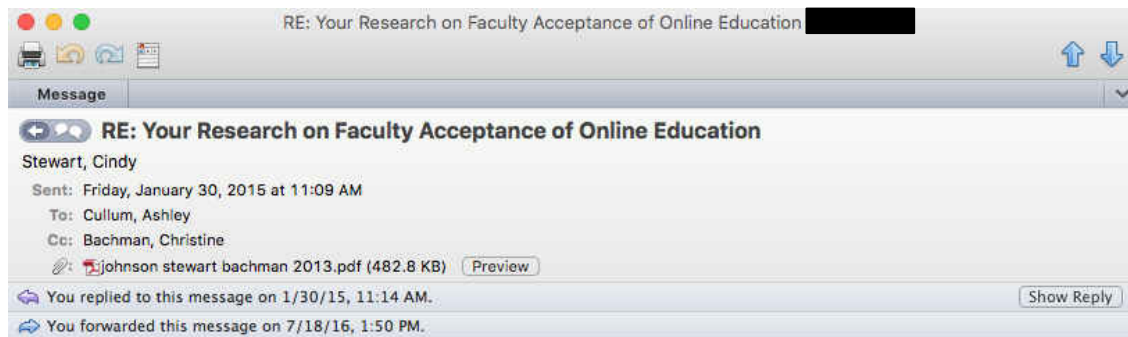 RE: Your Research on Faculty Acceptance of Online Education
Message
RE: Your Research on Faculty Acceptance of Online Education
Stewart, Cindy
Sent: Friday, January 30, 2015 at 11:09 AM
To: Cullum, Ashley
Cc: Bachman, Christine
johnson stewart bachman 2013.pdf (482.8 KB) Preview
You replied to this message on 1/30/15, 11:14 AM. Show Reply
You forwarded this message on 7/18/16, 1:50 PM.